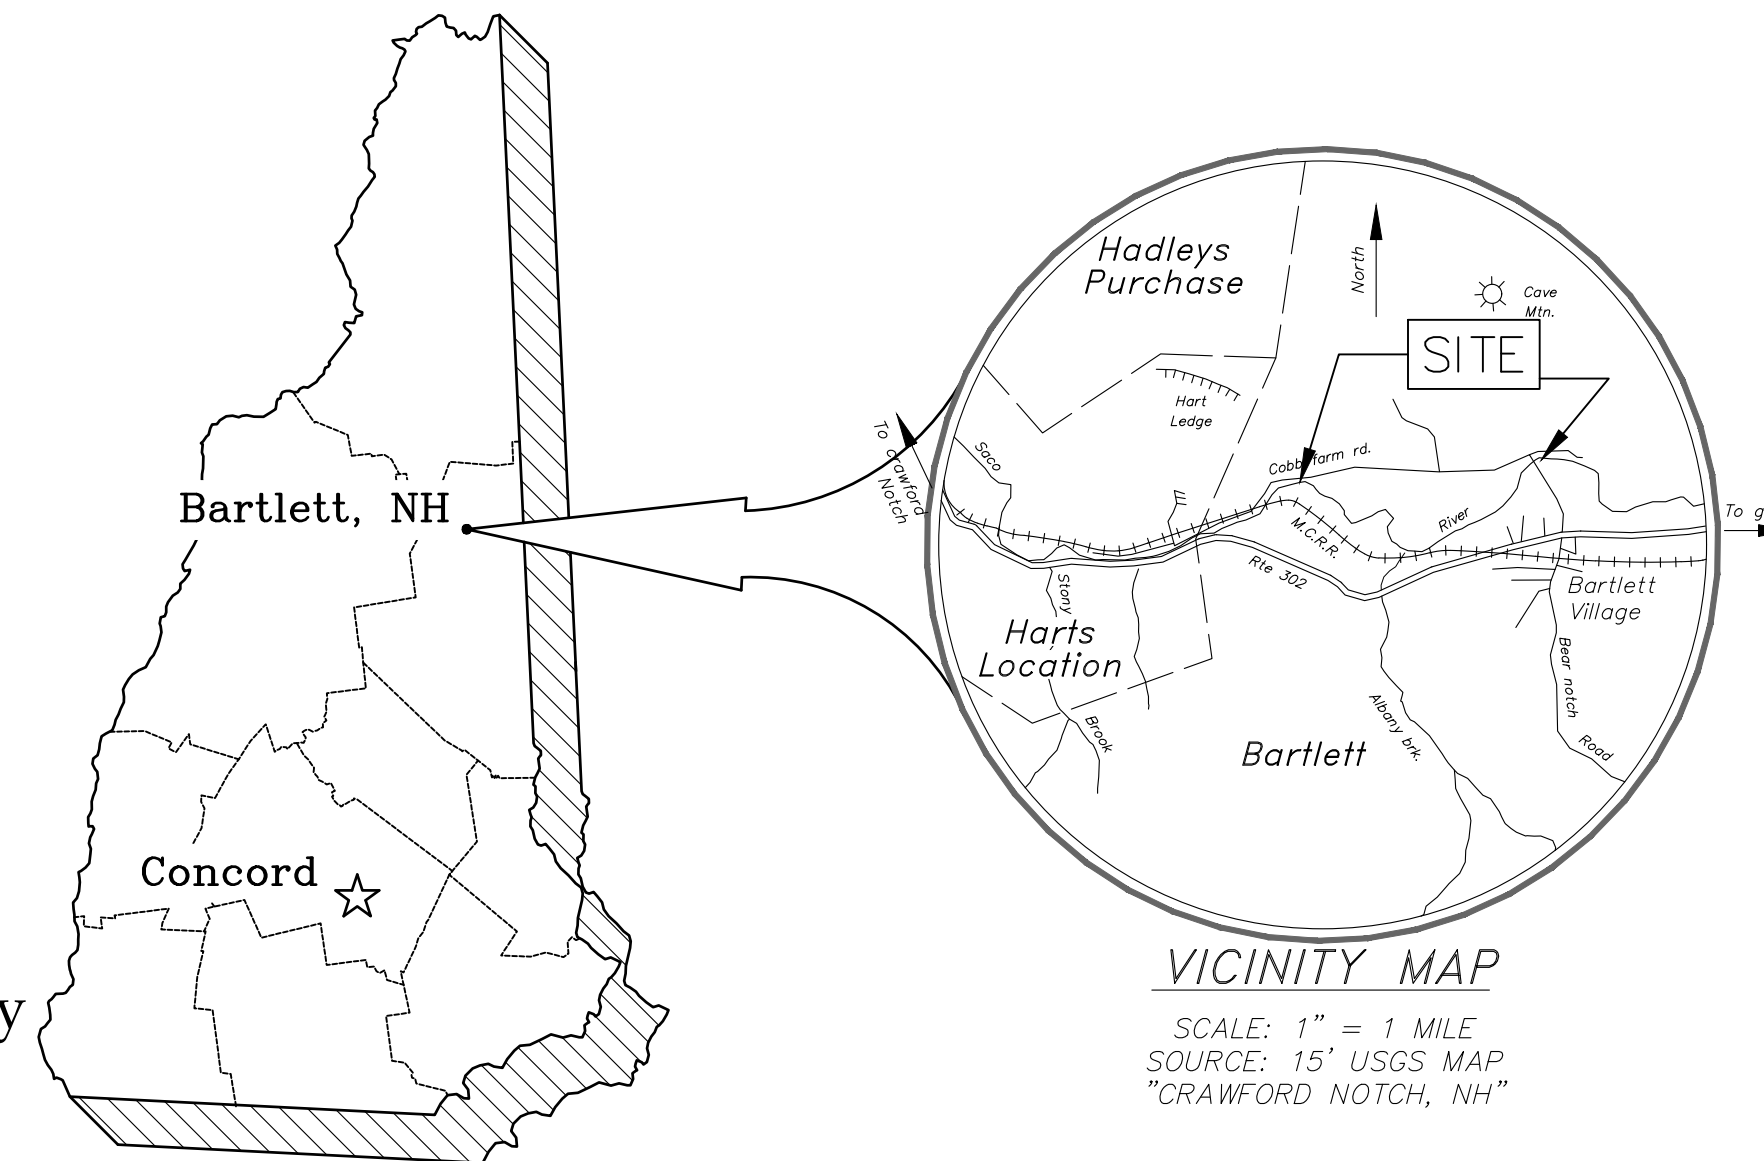 Hadleys
Purchase
North
Cave
Mtn.
SITE
Hart
Ledge
To crawford
Notch
Saco
Cobb farm rd.
Bartlett, NH
M.C.R.R.
River
To g
Rte 302
Stony
Bartlett
Village
Harts
Location
Bear notch
Road
Albany brk.
Brook
Bartlett
Concord
y
VICINITY MAP
SCALE: 1" = 1 MILE
SOURCE: 15' USGS MAP
"CRAWFORD NOTCH, NH"